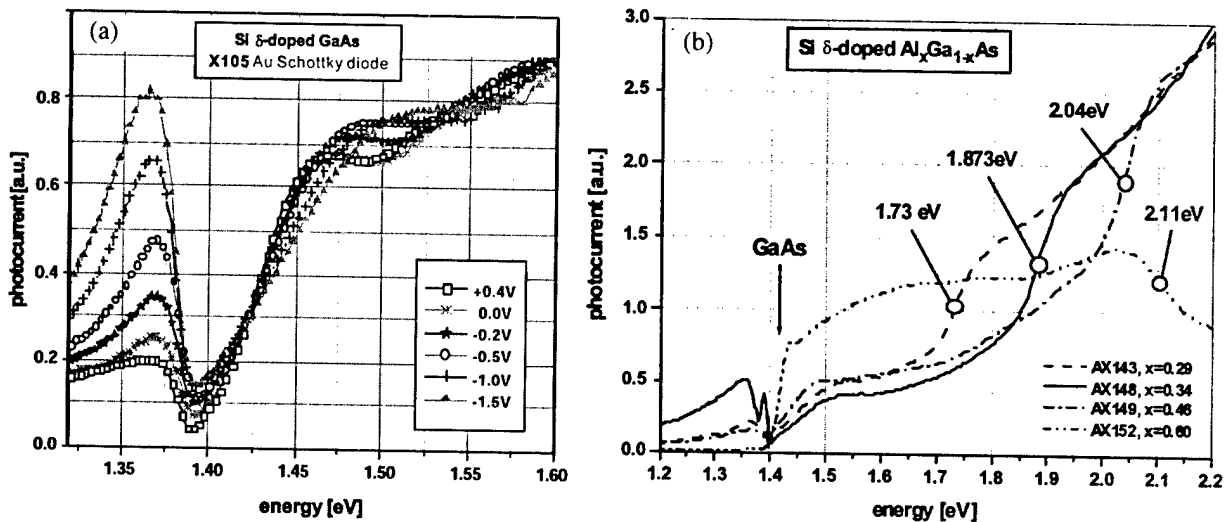 (a)
SI δ-doped GaAs
X105 Au Schottky diode
photocurrent [a.u.]
0.8
0.6
0.4
0.2
0.0
+0.4V
0.0V
-0.2V
-0.5V
-1.0V
-1.5V
1.35 1.40 1.45 1.50 1.55 1.60
energy [eV]
(b)
SI δ-doped AlxGa1-xAs
photocurrent [a.u.]
3.0
2.5
2.0
1.5
1.0
0.5
0.0
2.04eV
1.873eV
1.73 eV
2.11eV
GaAs
AX143, x=0.29
AX148, x=0.34
AX149, x=0.46
AX152, x=0.60
1.2 1.3 1.4 1.5 1.6 1.7 1.8 1.9 2.0 2.1 2.2
energy [eV]